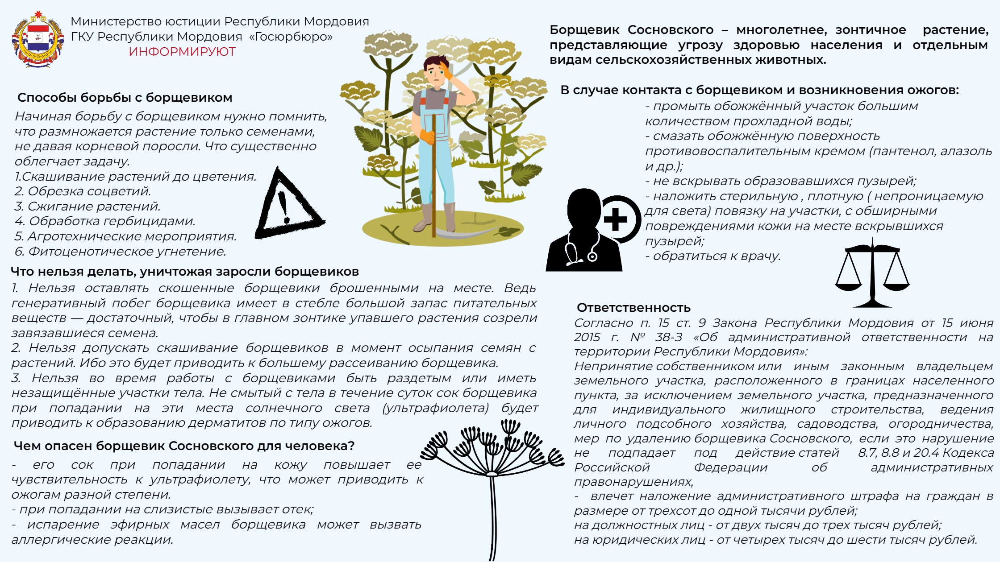 Министерство юстиции Республики Мордовия
ГКУ Республики Мордовия «Госюрбюро»
ИНФОРМИРУЮТ
Способы борьбы с борщевиком
Начиная борьбу с борщевиком нужно помнить,
что размножается растение только семенами,
не давая корневой поросли. Что существенно
облегчает задачу.
1.Скашивание растений до цветения.
2. Обрезка соцветий.
3. Сжигание растений.
4. Обработка гербицидами.
5. Агротехнические мероприятия.
6. Фитоценотическое угнетение.
Что нельзя делать, уничтожая заросли борщевиков
1. Нельзя оставлять скошенные борщевики брошенными на месте. Ведь
генеративный побег борщевика имеет в стебле большой запас питательных
веществ — достаточный, чтобы в главном зонтике упавшего растения созрели
завязавшиеся семена.
2. Нельзя допускать скашивание борщевиков в момент осыпания семян с
растений. Ибо это будет приводить к большему рассеиванию борщевика.
3. Нельзя во время работы с борщевиками быть раздетым или иметь
незащищённые участки тела. Не смытый с тела в течение суток сок борщевика
при попадании на эти места солнечного света (ультрафиолета) будет
приводить к образованию дерматитов по типу ожогов.
Чем опасен борщевик Сосновского для человека?
- его сок при попадании на кожу повышает ее
чувствительность к ультрафиолету, что может приводить к
ожогам разной степени.
- при попадании на слизистые вызывает отек;
- испарение эфирных масел борщевика может вызвать
аллергические реакции.
Борщевик Сосновского – многолетнее, зонтичное растение,
представляющие угрозу здоровью населения и отдельным
видам сельскохозяйственных животных.
В случае контакта с борщевиком и возникновения ожогов:
- промыть обожжённый участок большим
количеством прохладной воды;
- смазать обожжённую поверхность
противовоспалительным кремом (пантенол, алазоль
и др.);
- не вскрывать образовавшихся пузырей;
- наложить стерильную , плотную ( непроницаемую
для света) повязку на участки, с обширными
повреждениями кожи на месте вскрывшихся
пузырей;
- обратиться к врачу.
Ответственность
Согласно п. 15 ст. 9 Закона Республики Мордовия от 15 июня
2015 г. № 38-З «Об административной ответственности на
территории Республики Мордовия»:
Непринятие собственником или иным законным владельцем
земельного участка, расположенного в границах населенного
пункта, за исключением земельного участка, предназначенного
для индивидуального жилищного строительства, ведения
личного подсобного хозяйства, садоводства, огородничества,
мер по удалению борщевика Сосновского, если это нарушение
не подпадает под действие статей 8.7, 8.8 и 20.4 Кодекса
Российской Федерации об административных
правонарушениях,
- влечет наложение административного штрафа на граждан в
размере от трехсот до одной тысячи рублей;
на должностных лиц - от двух тысяч до трех тысяч рублей;
на юридических лиц - от четырех тысяч до шести тысяч рублей.